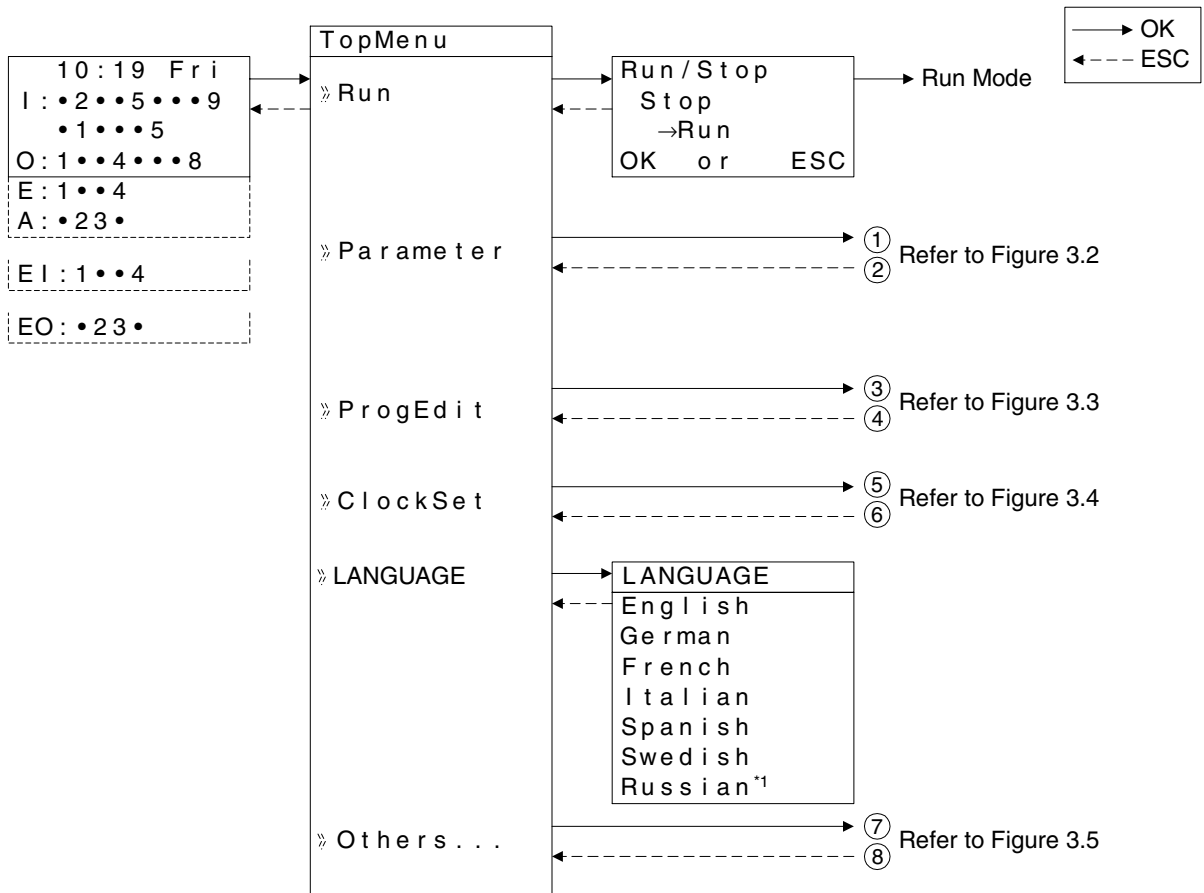 OK
ESC
10:19 Fri
I:•2••5•••9
•1•••5
O:1••4•••8
E:1••4
A:•23•
EI:1••4
EO:•23•
TopMenu
Run
Run/Stop
Stop
→Run
OK or ESC
Run Mode
Parameter
① Refer to Figure 3.2
②
ProgEdit
③ Refer to Figure 3.3
④
ClockSet
⑤ Refer to Figure 3.4
⑥
LANGUAGE
LANGUAGE
English
German
French
Italian
Spanish
Swedish
Russian*1
Others...
⑦ Refer to Figure 3.5
⑧